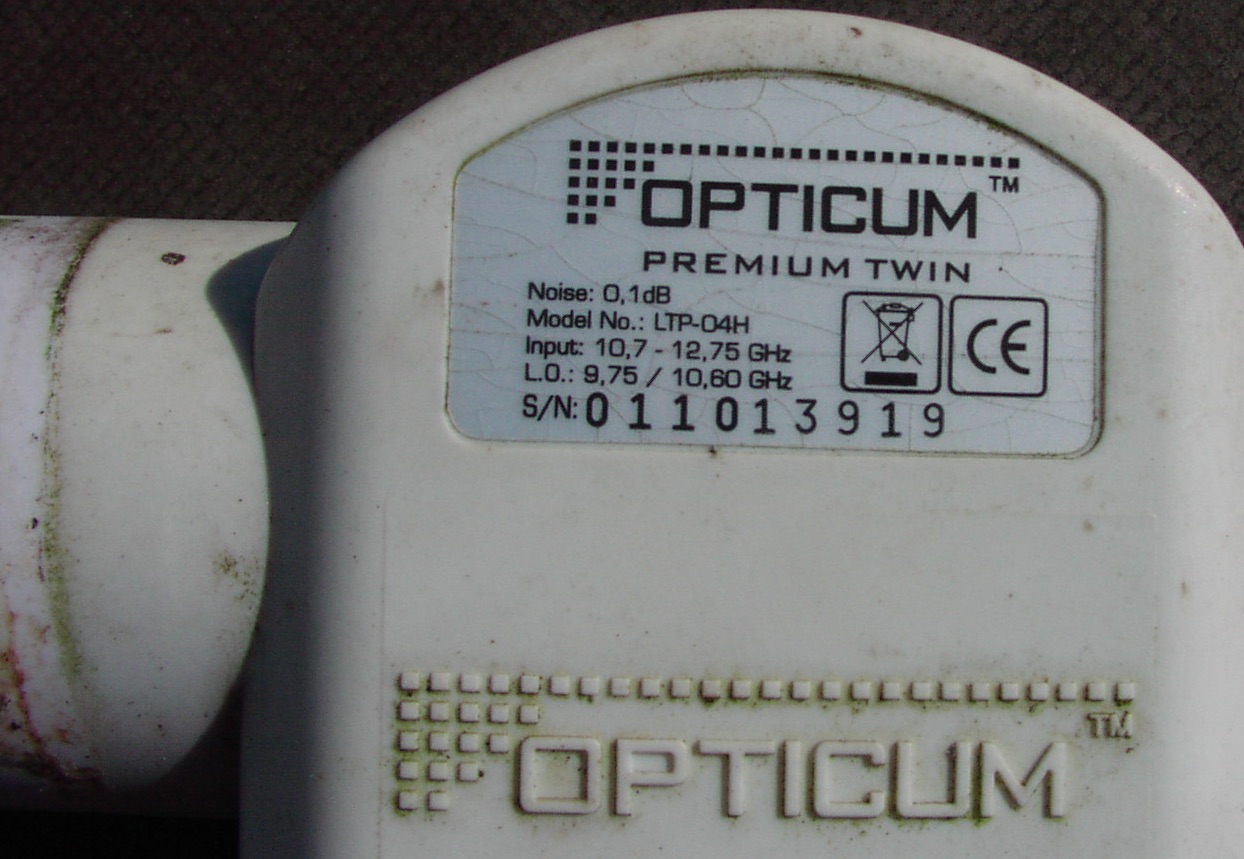 OPTICUM™
PREMIUM TWIN
Noise: 0,1dB
Model No.: LTP-04H
Input: 10,7 - 12,75 GHz
L.O.: 9,75 / 10,60 GHz
S/N: 011013919
CE
OPTICUM™